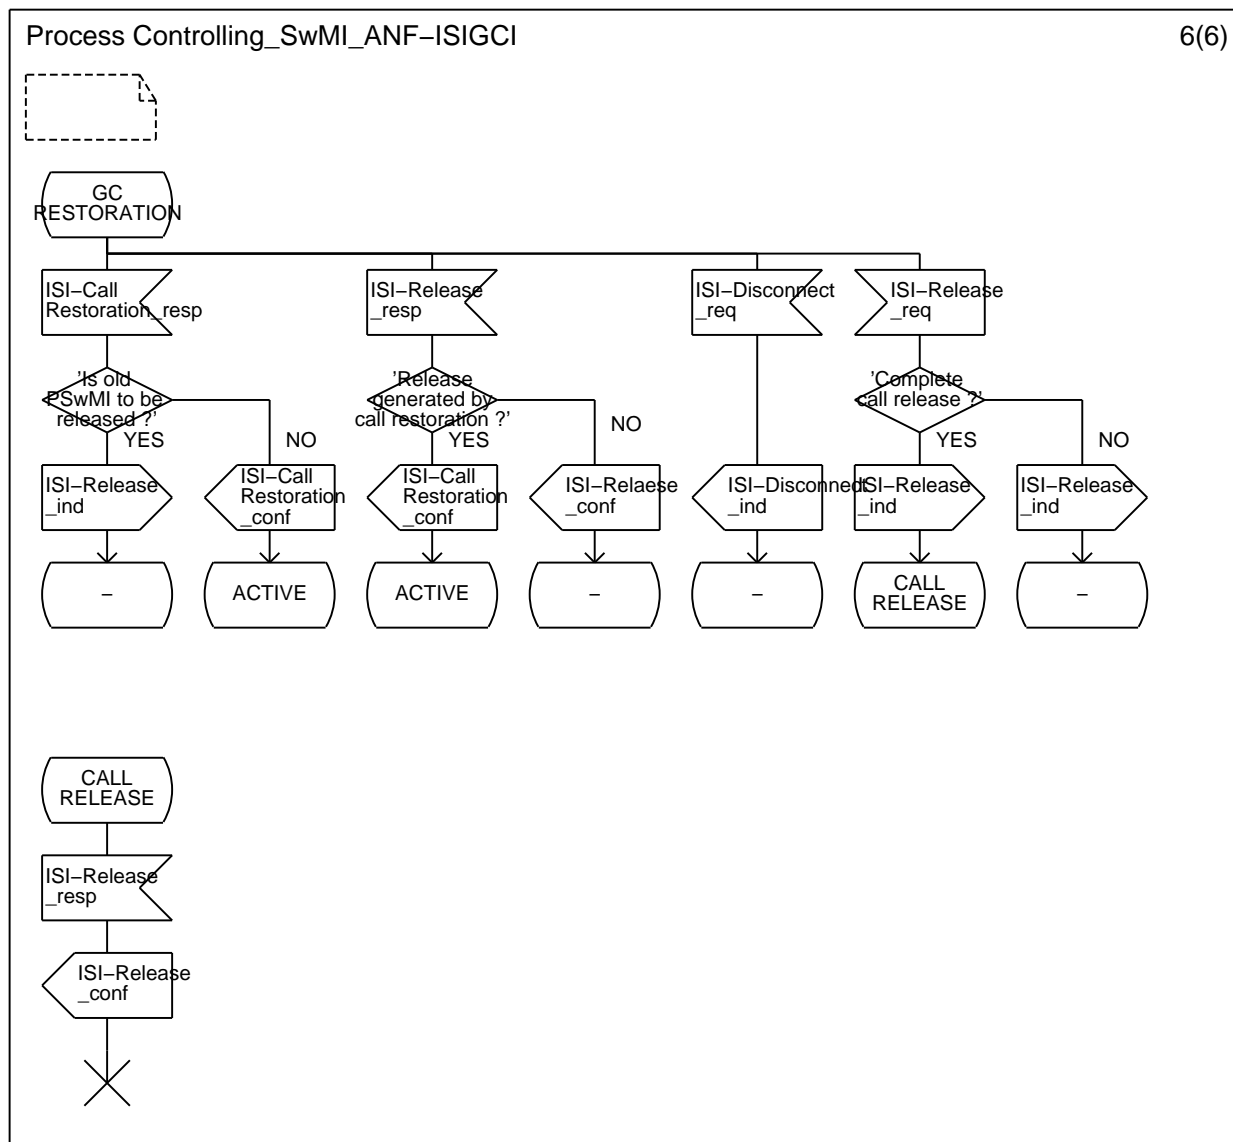 Process Controlling_SwMI_ANF−ISIGCI
6(6)
GC
RESTORATION
ISI−Call
Restoration_resp
ISI−Release
_resp
ISI−Disconnect
_req
ISI−Release
_req
'Is old
PSwMI to be
released ?'
'Release
generated by
call restoration ?'
'Complete
call release ?'
YES
NO
YES
NO
YES
NO
ISI−Release
_ind
ISI−Call
Restoration
_conf
ISI−Call
Restoration
_conf
ISI−Relaese
_conf
ISI−Disconnect
_ind
ISI−Release
_ind
ISI−Release
_ind
−
ACTIVE
ACTIVE
−
−
CALL
RELEASE
−
CALL
RELEASE
ISI−Release
_resp
ISI−Release
_conf